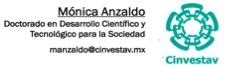 Mónica Anzaldo
Doctorado en Desarrollo Científico y
Tecnológico para la Sociedad
manzaldo@cinvestav.mx
Cinvestav